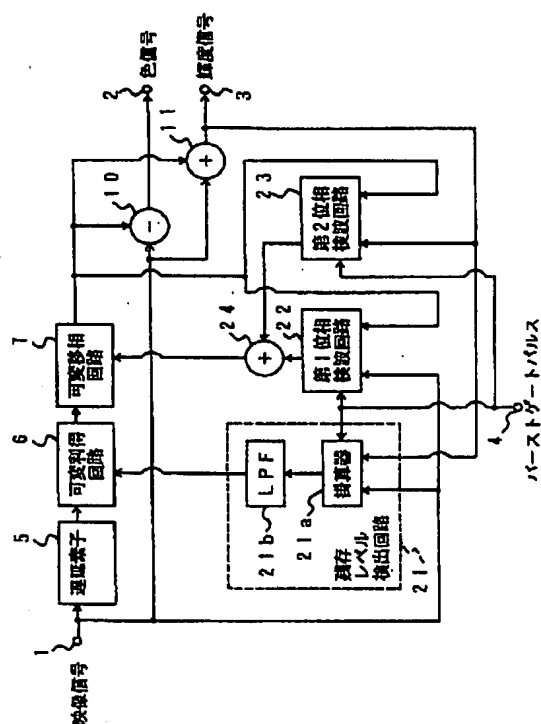 映像信号
1
5
遅延素子
6
可変利得
回路
7
可変移相
回路
10
−
2
色信号
11
+
輝度信号
3
24
+
23
第2位相
検波回路
22
第1位相
検波回路
21b
LPF
21a
掛算器
残存
レベル
検出回路
21
4
バーストゲートパルス